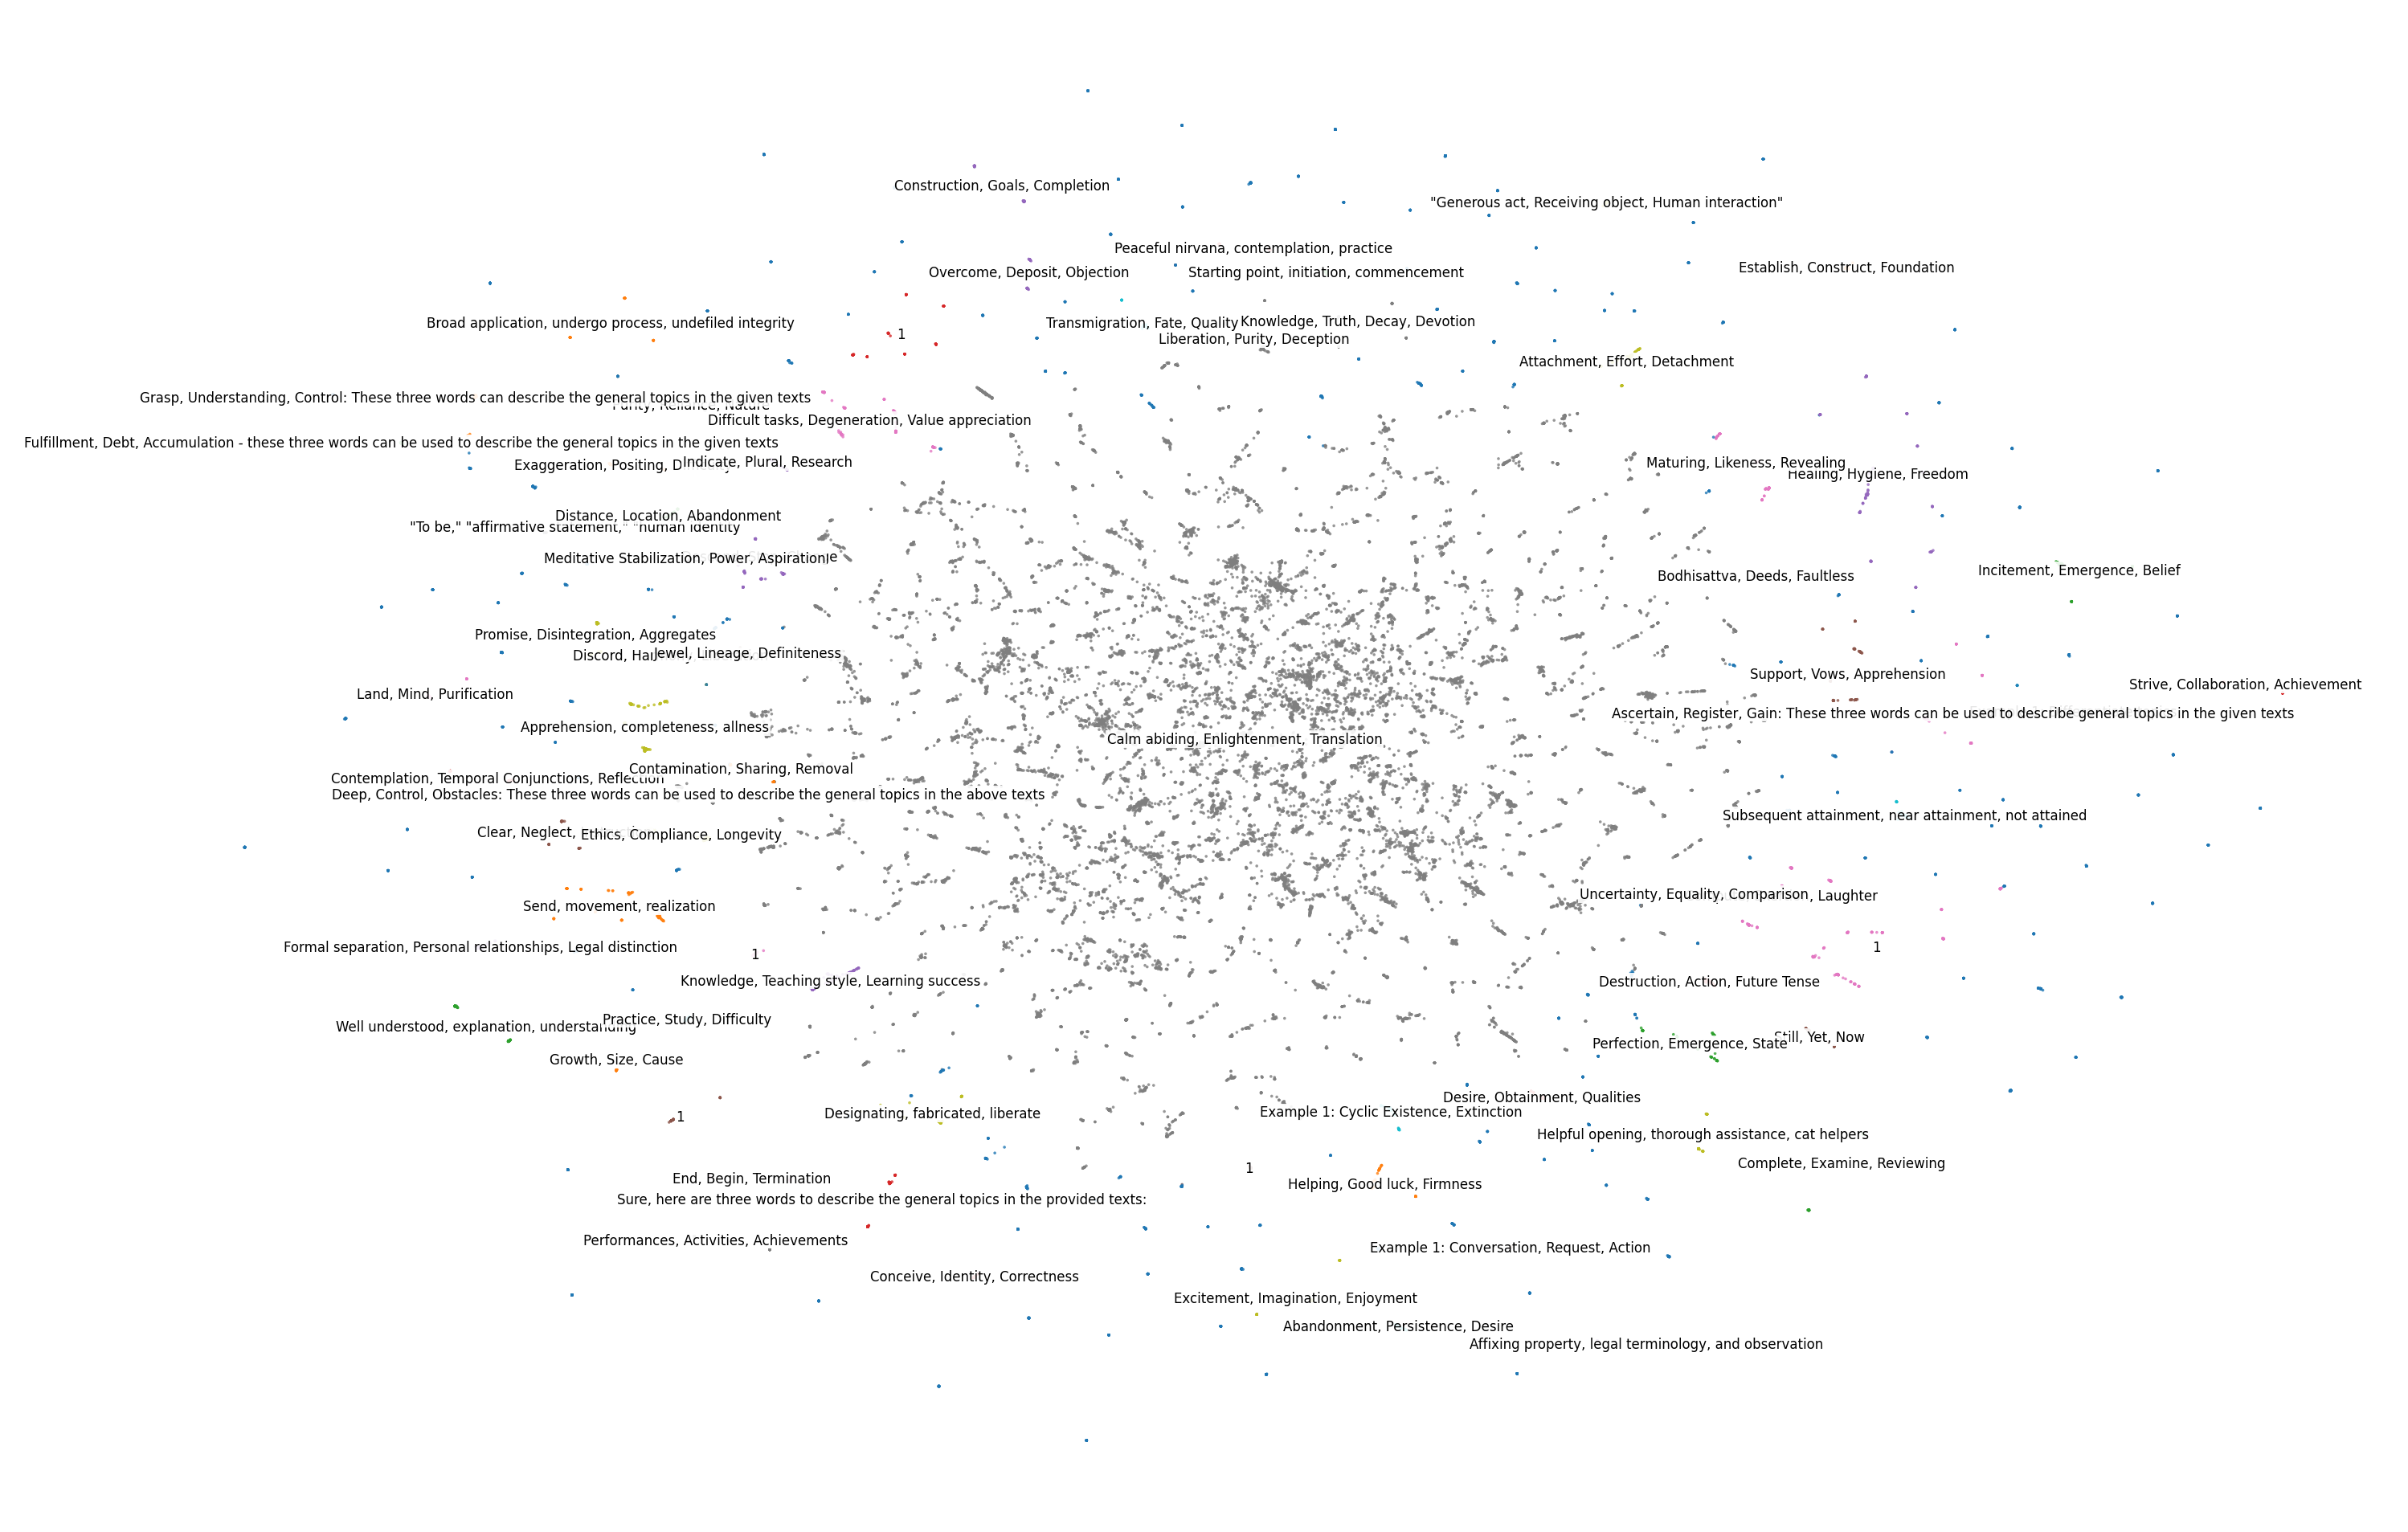 Construction, Goals, Completion
"Generous act, Receiving object, Human interaction"
Peaceful nirvana, contemplation, practice
Establish, Construct, Foundation
Overcome, Deposit, Objection
Starting point, initiation, commencement
Broad application, undergo process, undefiled integrity
Transmigration, Fate, Quality
Knowledge, Truth, Decay, Devotion
1
Liberation, Purity, Deception
Attachment, Effort, Detachment
Grasp, Understanding, Control: These three words can describe the general topics in the given texts
Purity, Reliance, Nature
Difficult tasks, Degeneration, Value appreciation
Fulfillment, Debt, Accumulation - these three words can be used to describe the general topics in the given texts
Exaggeration, Positing,
Indicate, Plural, Research
Maturing, Likeness, Revealing
Healing, Hygiene, Freedom
Distance, Location, Abandonment
"To be," "affirmative statement," "human identity
Meditative Stabilization, Power, Aspiration
Incitement, Emergence, Belief
Bodhisattva, Deeds, Faultless
Promise, Disintegration, Aggregates
Discord,
Jewel, Lineage, Definiteness
Support, Vows, Apprehension
Strive, Collaboration, Achievement
Land, Mind, Purification
Ascertain, Register, Gain: These three words can be used to describe general topics in the given texts
Apprehension, completeness, allness
Calm abiding, Enlightenment, Translation
Contamination, Sharing, Removal
Contemplation, Temporal Conjunctions, Reflection
Deep, Control, Obstacles: These three words can be used to describe the general topics in the above texts
Subsequent attainment, near attainment, not attained
Clear, Neglect,
Ethics, Compliance, Longevity
Uncertainty, Equality, Comparison
, Laughter
Send, movement, realization
Formal separation, Personal relationships, Legal distinction
1
1
Knowledge, Teaching style, Learning success
Destruction, Action, Future Tense
Practice, Study, Difficulty
Well understood, explanation, understanding
Still, Yet, Now
Perfection, Emergence, State
Growth, Size, Cause
Desire, Obtainment, Qualities
Example 1: Cyclic Existence, Extinction
Designating, fabricated, liberate
1
Helpful opening, thorough assistance, cat helpers
Complete, Examine, Reviewing
1
End, Begin, Termination
Helping, Good luck, Firmness
Sure, here are three words to describe the general topics in the provided texts:
Performances, Activities, Achievements
Example 1: Conversation, Request, Action
Conceive, Identity, Correctness
Excitement, Imagination, Enjoyment
Abandonment, Persistence, Desire
Affixing property, legal terminology, and observation